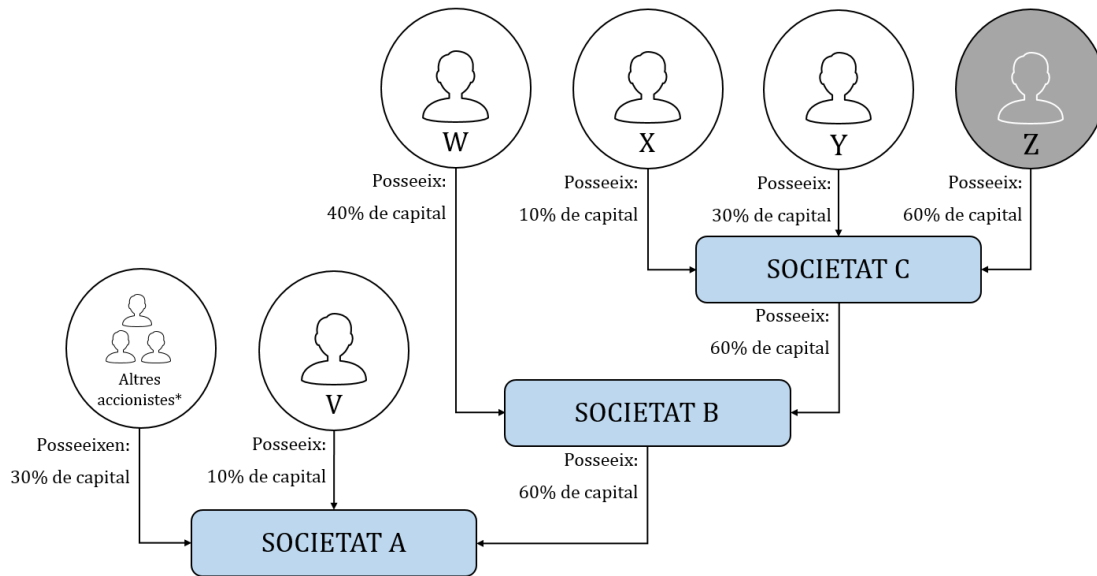 W
X
Y
Z
Posseeix:
40% de capital
Posseeix:
10% de capital
Posseeix:
30% de capital
Posseeix:
60% de capital
SOCIETAT C
Posseeix:
60% de capital
Altres
accionistes*
V
SOCIETAT B
Posseeixen:
30% de capital
Posseeix:
10% de capital
Posseeix:
60% de capital
SOCIETAT A